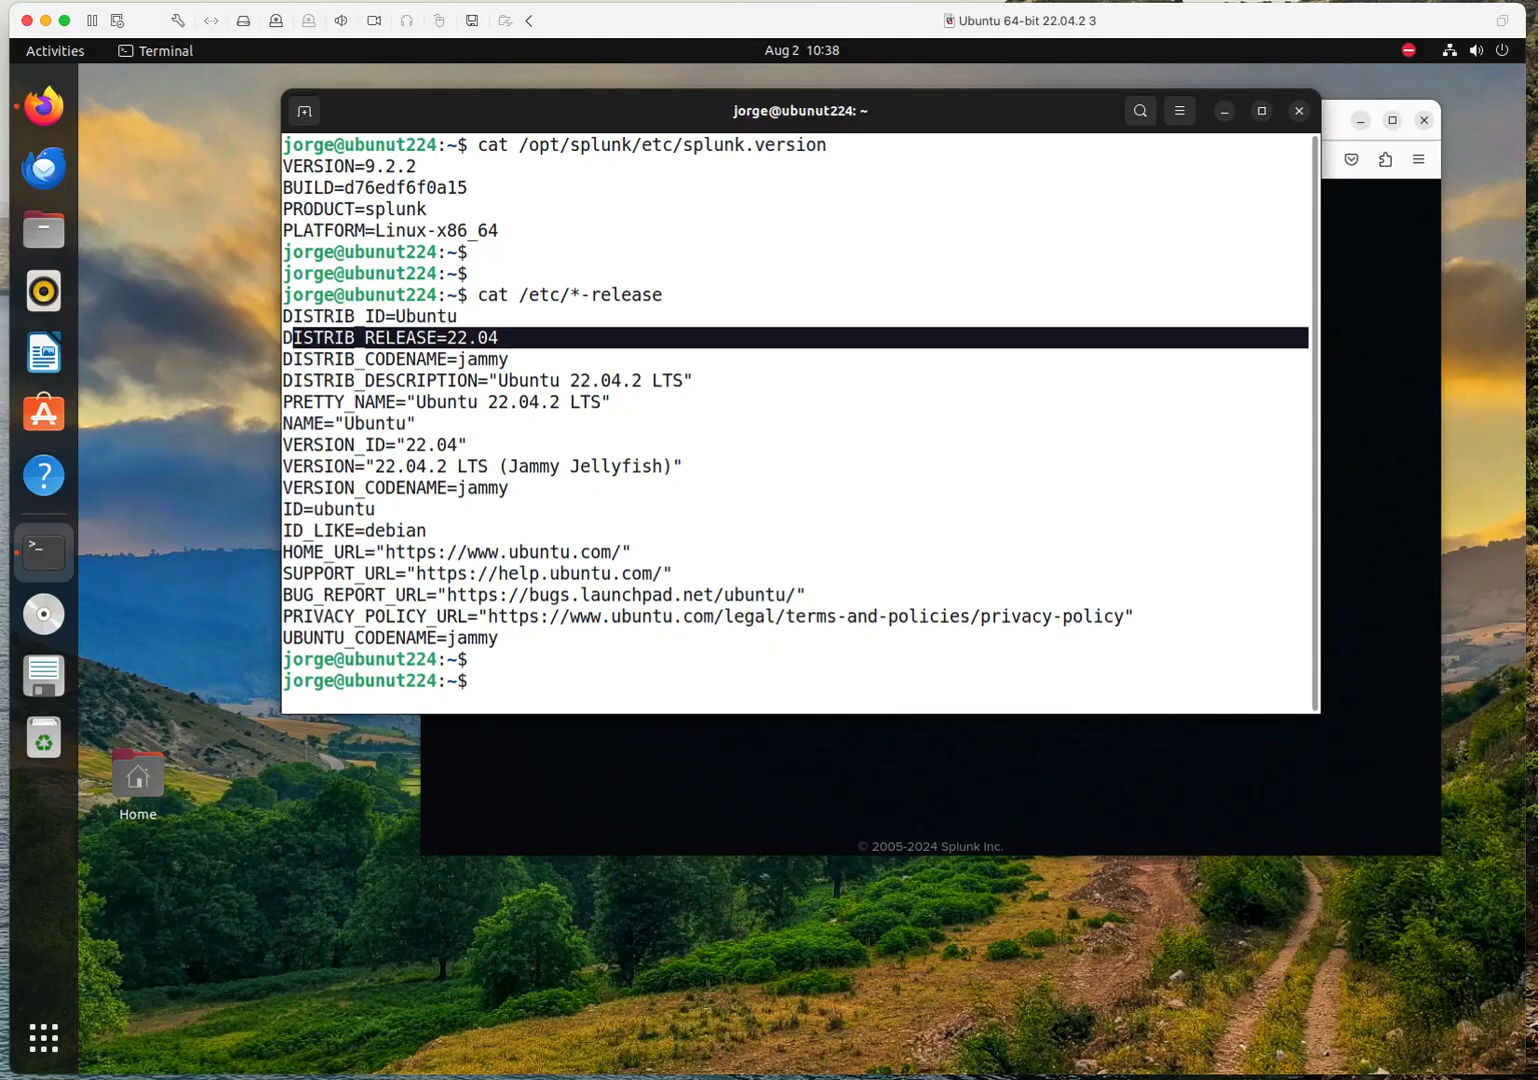 Ubuntu 64-bit 22.04.2 3
Activities
Terminal
Aug 2 10:38
jorge@ubunut224: ~
jorge@ubunut224:~$ cat /opt/splunk/etc/splunk.version
VERSION=9.2.2
BUILD=d76edf6f0a15
PRODUCT=splunk
PLATFORM=Linux-x86_64
jorge@ubunut224:~$
jorge@ubunut224:~$
jorge@ubunut224:~$ cat /etc/*-release
DISTRIB_ID=Ubuntu
DISTRIB_RELEASE=22.04
DISTRIB_CODENAME=jammy
DISTRIB_DESCRIPTION="Ubuntu 22.04.2 LTS"
PRETTY_NAME="Ubuntu 22.04.2 LTS"
NAME="Ubuntu"
VERSION_ID="22.04"
VERSION="22.04.2 LTS (Jammy Jellyfish)"
VERSION_CODENAME=jammy
ID=ubuntu
ID_LIKE=debian
HOME_URL="https://www.ubuntu.com/"
SUPPORT_URL="https://help.ubuntu.com/"
BUG_REPORT_URL="https://bugs.launchpad.net/ubuntu/"
PRIVACY_POLICY_URL="https://www.ubuntu.com/legal/terms-and-policies/privacy-policy"
UBUNTU_CODENAME=jammy
jorge@ubunut224:~$
jorge@ubunut224:~$
Home
© 2005-2024 Splunk Inc.